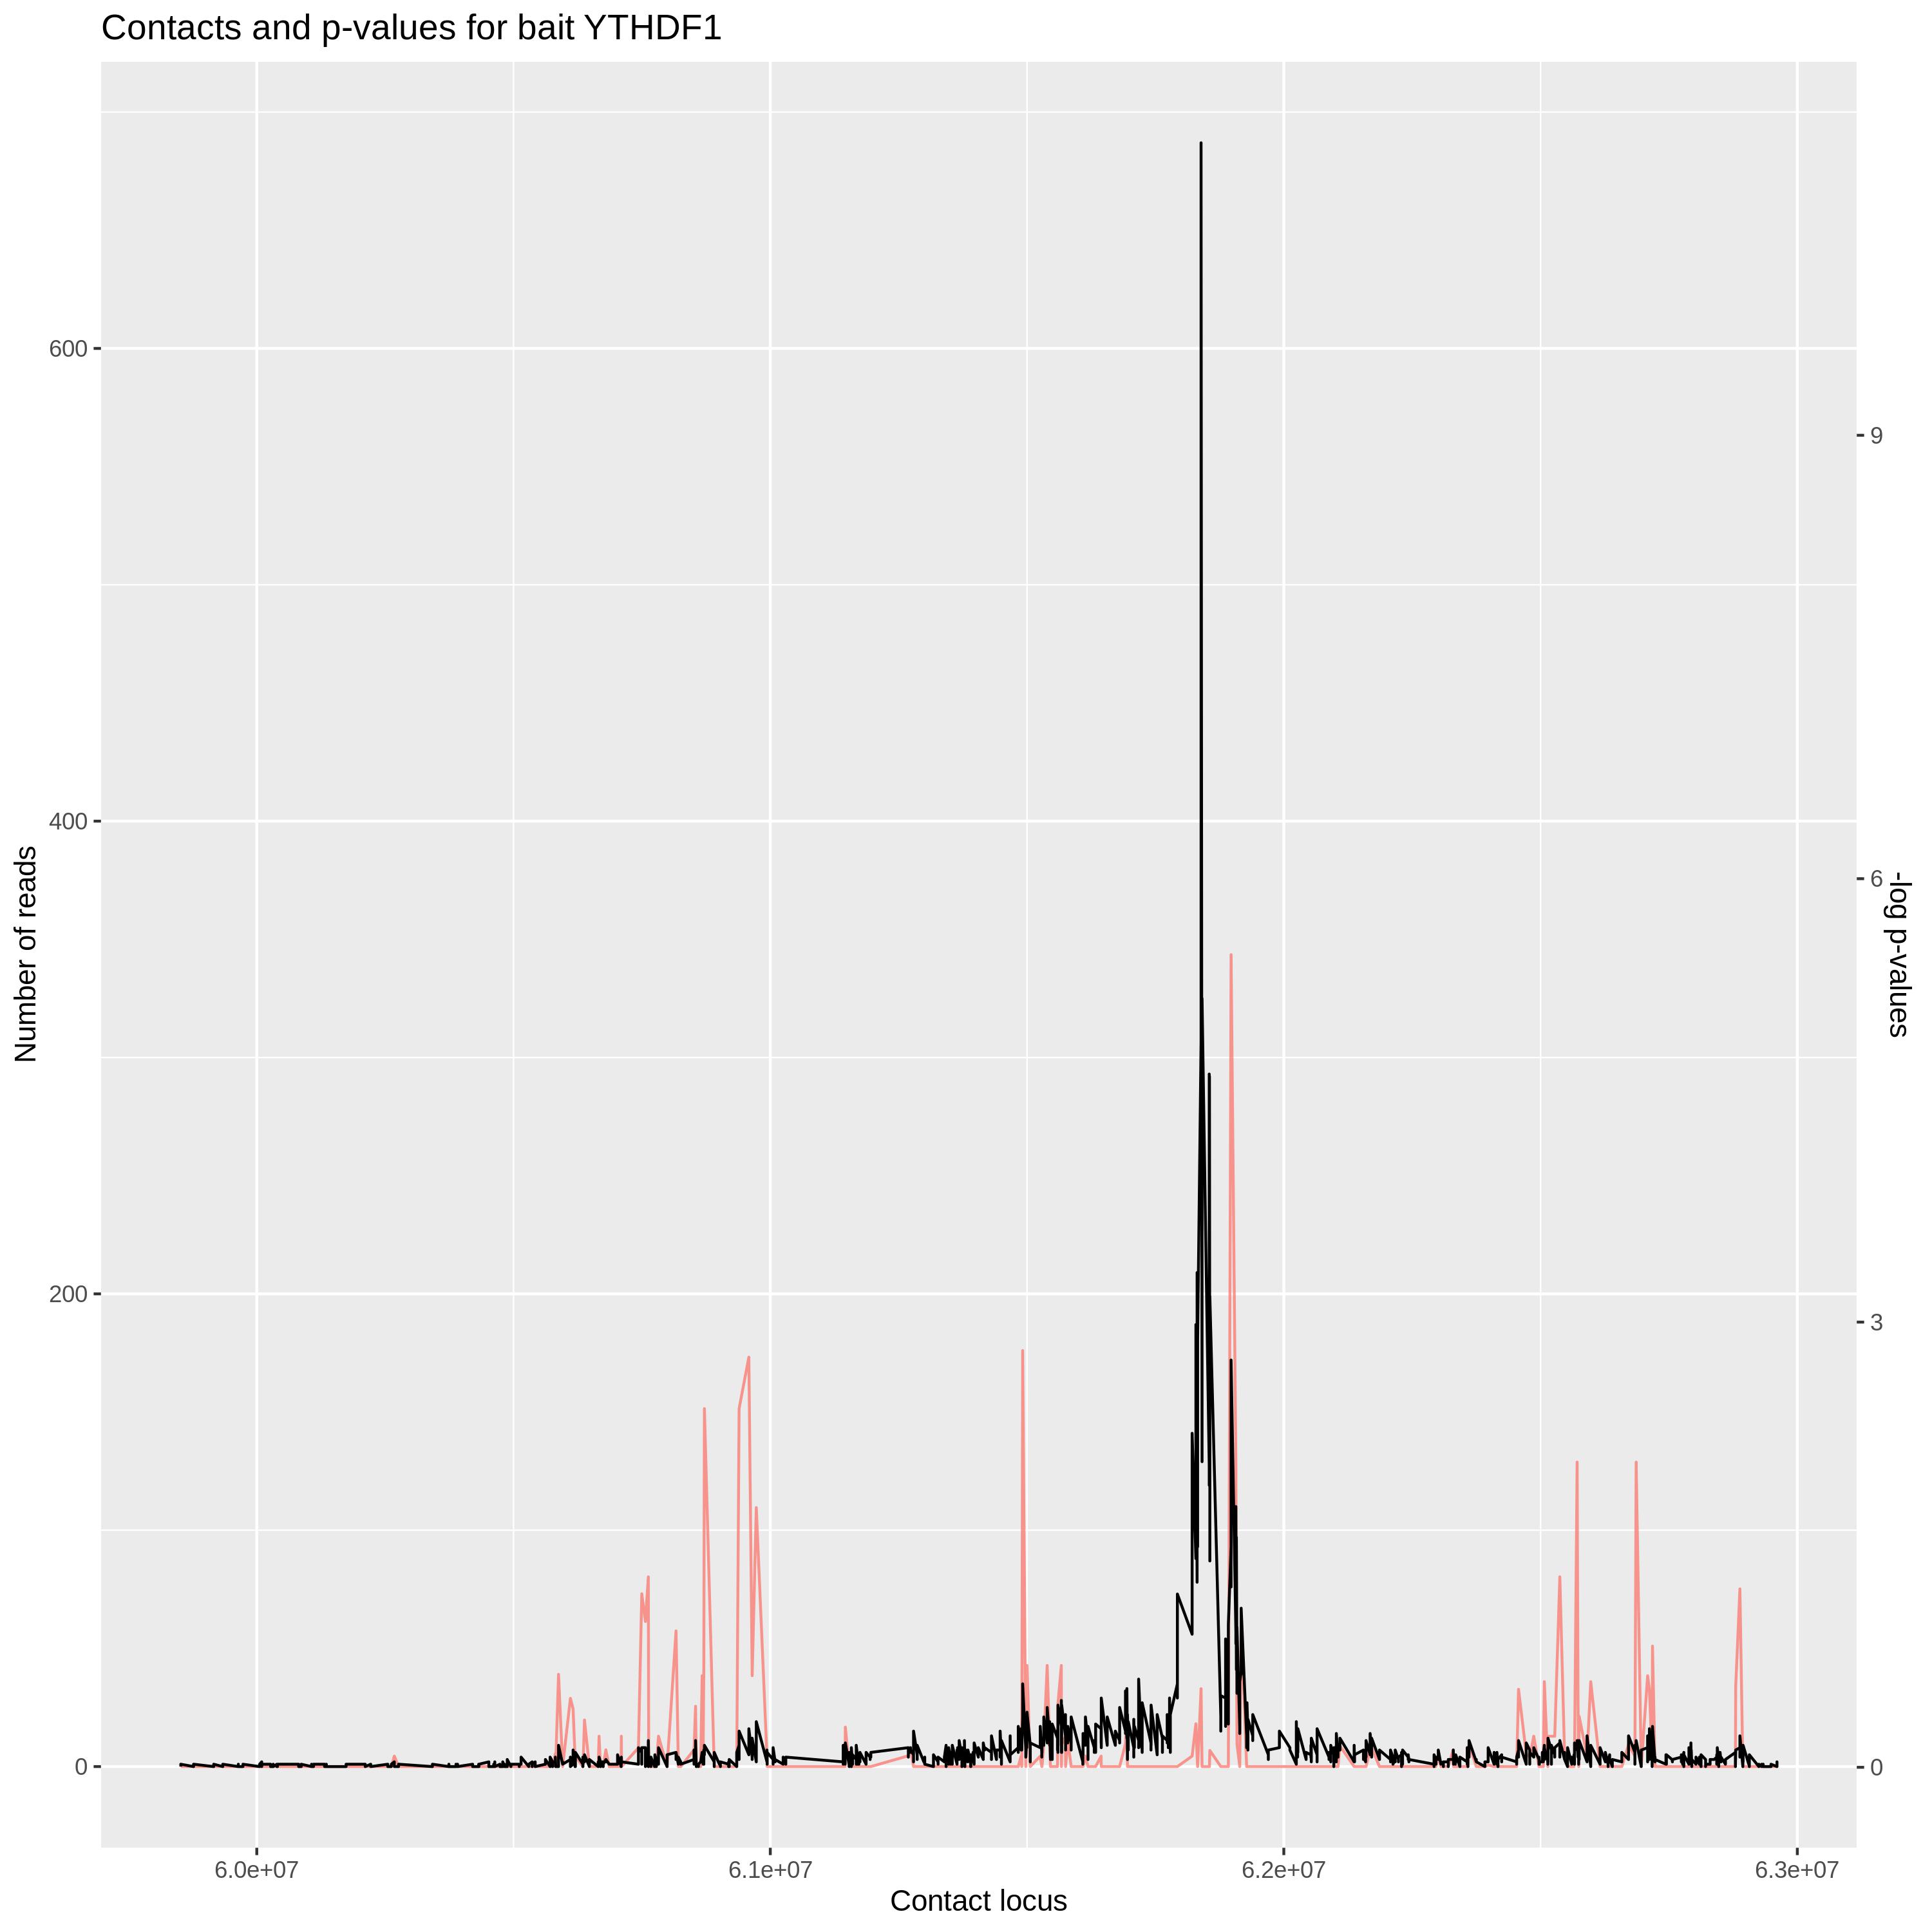 Contacts and p-values for bait YTHDF1
600
400
200
0
Number of reads
9
6
3
0
-log p-values
6.0e+07
6.1e+07
6.2e+07
6.3e+07
Contact locus